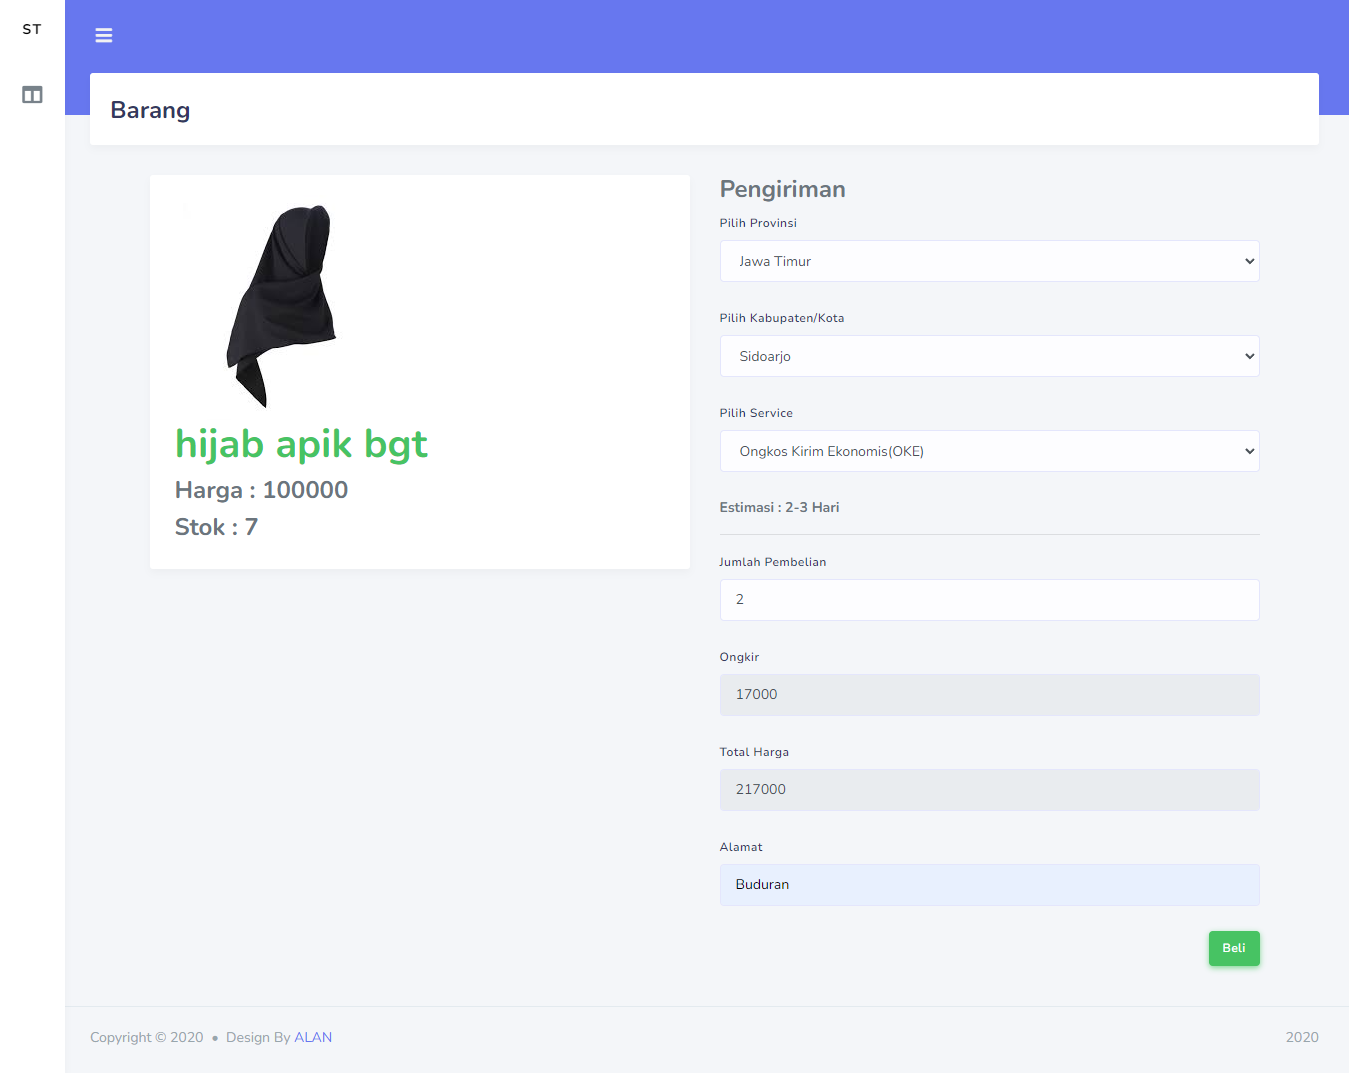 ST
Barang
hijab apik bgt
Harga : 100000
Stok : 7
Pengiriman
Pilih Provinsi
Jawa Timur
Pilih Kabupaten/Kota
Sidoarjo
Pilih Service
Ongkos Kirim Ekonomis(OKE)
Estimasi : 2-3 Hari
Jumlah Pembelian
2
Ongkir
17000
Total Harga
217000
Alamat
Buduran
Beli
Copyright © 2020 • Design By ALAN
2020